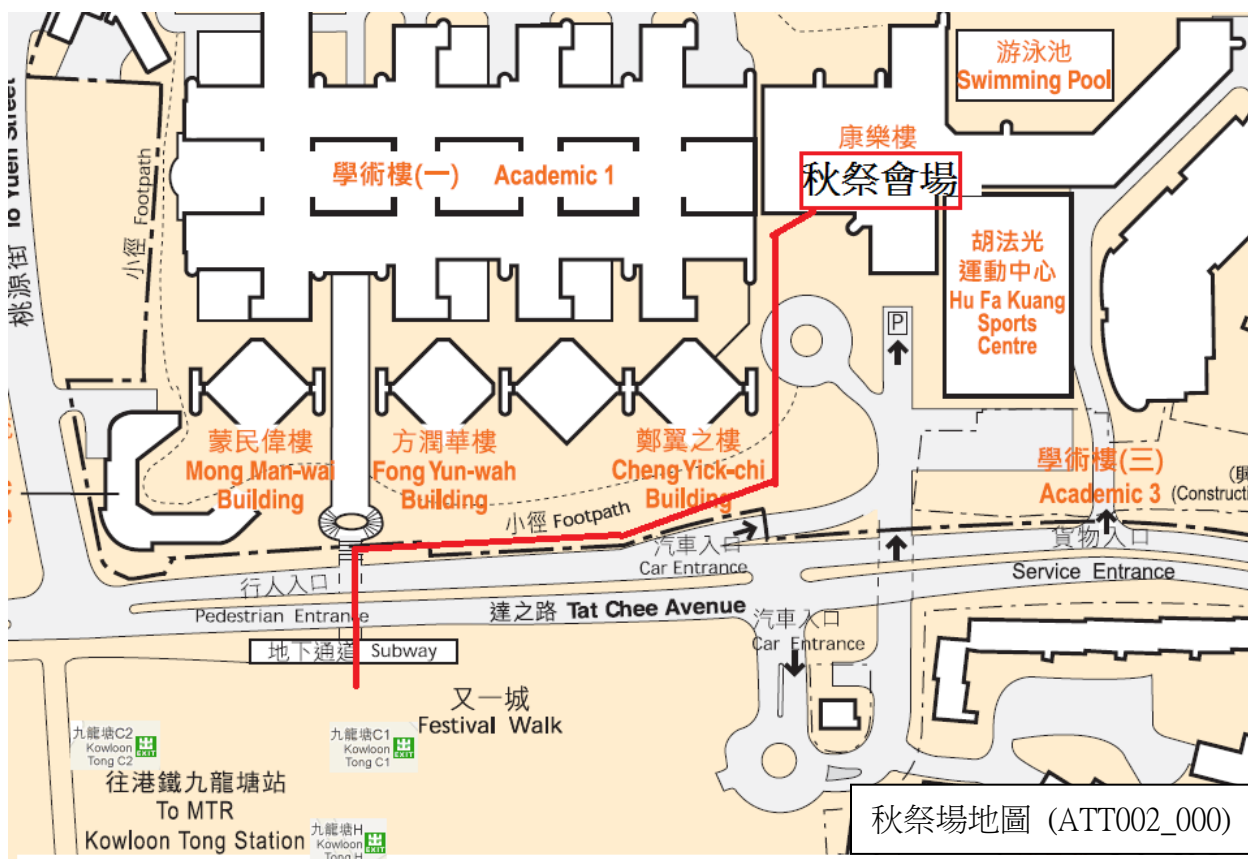 游泳池
Swimming Pool
康樂樓
秋祭會場
學術樓(一) Academic 1
桃源街 To Yuen Street
小徑 Footpath
胡法光
運動中心
Hu Fa Kuang
Sports
Centre
P
蒙民偉樓
Mong Man-wai
Building
方潤華樓
Fong Yun-wah
Building
鄭翼之樓
Cheng Yick-chi
Building
學術樓(三)
Academic 3
小徑 Footpath
汽車入口
Car Entrance
貨物入口
Service Entrance
行人入口
Pedestrian Entrance
達之路 Tat Chee Avenue
汽車入口
Car Entrance
地下通道 Subway
又一城
Festival Walk
九龍塘C2
Kowloon
Tong C2
出
EXIT
九龍塘C1
Kowloon
Tong C1
出
EXIT
往港鐵九龍塘站
To MTR
Kowloon Tong Station
九龍塘H
Kowloon
Tong H
出
EXIT
秋祭場地圖 (ATT002_000)